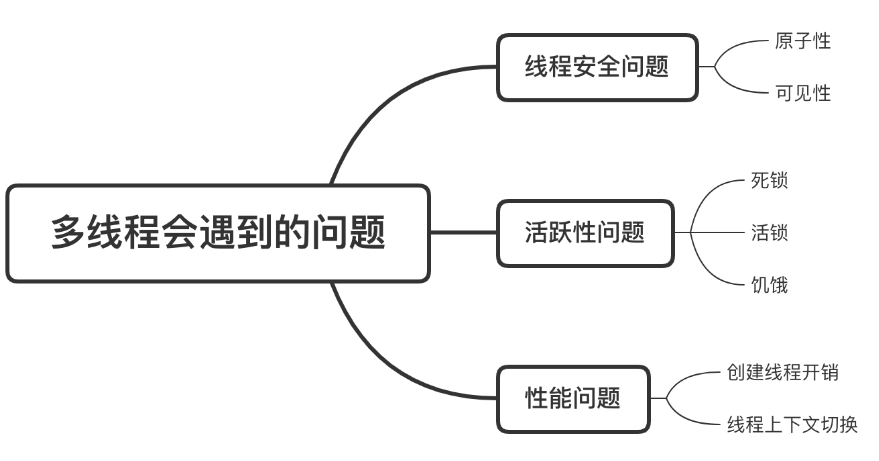 多线程会遇到的问题
线程安全问题
原子性
可见性
活跃性问题
死锁
活锁
饥饿
性能问题
创建线程开销
线程上下文切换